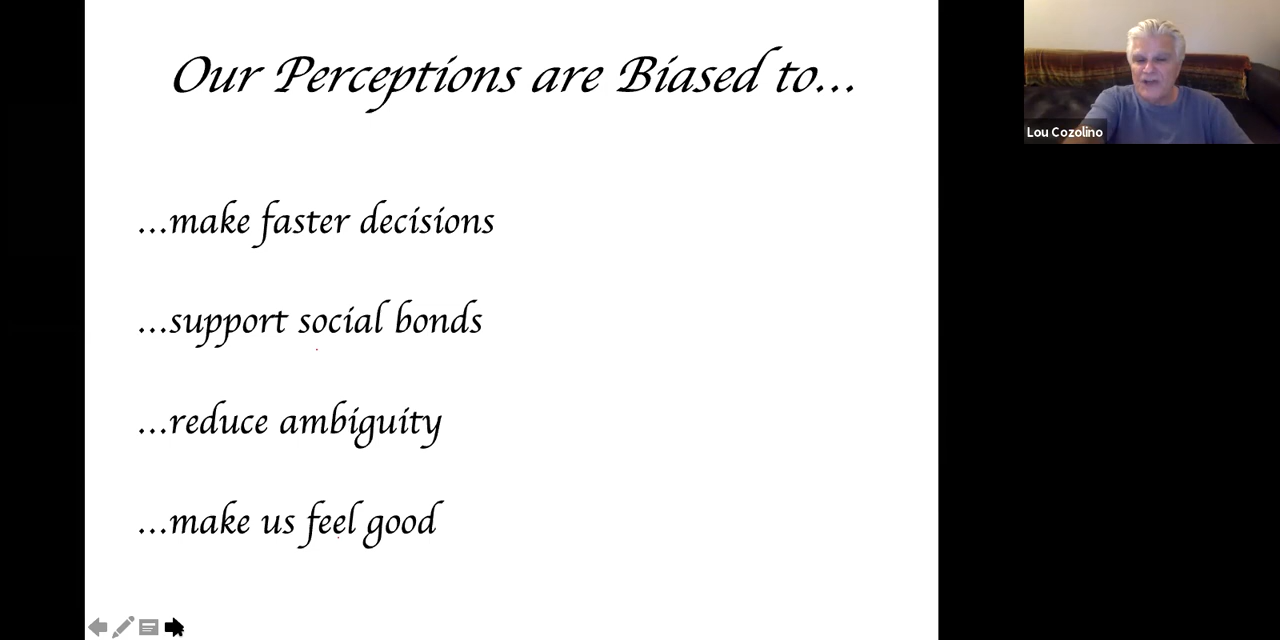 Our Perceptions are Biased to...
Lou Cozolino
...make faster decisions
...support social bonds
...reduce ambiguity
...make us feel good